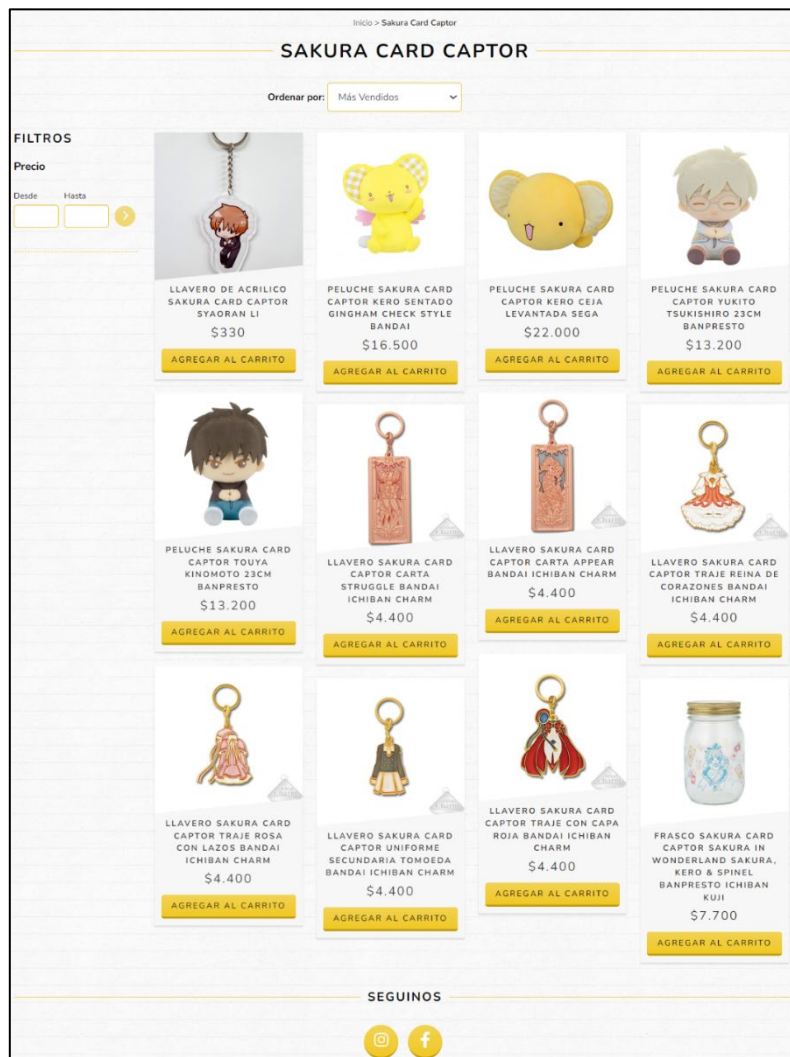 Inicio > Sakura Card Captor
SAKURA CARD CAPTOR
Ordenar por:
Más Vendidos
FILTROS
Precio
Desde
Hasta
LLAVERO DE ACRILICO
SAKURA CARD CAPTOR
SYAORAN LI
$330
AGREGAR AL CARRITO
PELUCHE SAKURA CARD
CAPTOR KERO SENTADO
GINGHAM CHECK STYLE
BANDAI
$16.500
AGREGAR AL CARRITO
PELUCHE SAKURA CARD
CAPTOR KERO CEJA
LEVANTADA SEGA
$22.000
AGREGAR AL CARRITO
PELUCHE SAKURA CARD
CAPTOR YUKITO
TSUKISHIRO 23CM
BANPRESTO
$13.200
AGREGAR AL CARRITO
PELUCHE SAKURA CARD
CAPTOR TOUYA
KINOMOTO 23CM
BANPRESTO
$13.200
AGREGAR AL CARRITO
LLAVERO SAKURA CARD
CAPTOR CARTA
STRUGGLE BANDAI
ICHIBAN CHARM
$4.400
AGREGAR AL CARRITO
LLAVERO SAKURA CARD
CAPTOR CARTA APPEAR
BANDAI ICHIBAN CHARM
$4.400
AGREGAR AL CARRITO
LLAVERO SAKURA CARD
CAPTOR TRAJE REINA DE
CORAZONES BANDAI
ICHIBAN CHARM
$4.400
AGREGAR AL CARRITO
LLAVERO SAKURA CARD
CAPTOR TRAJE ROSA
CON LAZOS BANDAI
ICHIBAN CHARM
$4.400
AGREGAR AL CARRITO
LLAVERO SAKURA CARD
CAPTOR UNIFORME
SECUNDARIA TOMOEDA
BANDAI ICHIBAN CHARM
$4.400
AGREGAR AL CARRITO
LLAVERO SAKURA CARD
CAPTOR TRAJE CON CAPA
ROJA BANDAI ICHIBAN
CHARM
$4.400
AGREGAR AL CARRITO
FRASCO SAKURA CARD
CAPTOR SAKURA IN
WONDERLAND SAKURA,
KERO & SPINEL
BANPRESTO ICHIBAN
KUJI
$7.700
AGREGAR AL CARRITO
SEGUINOS